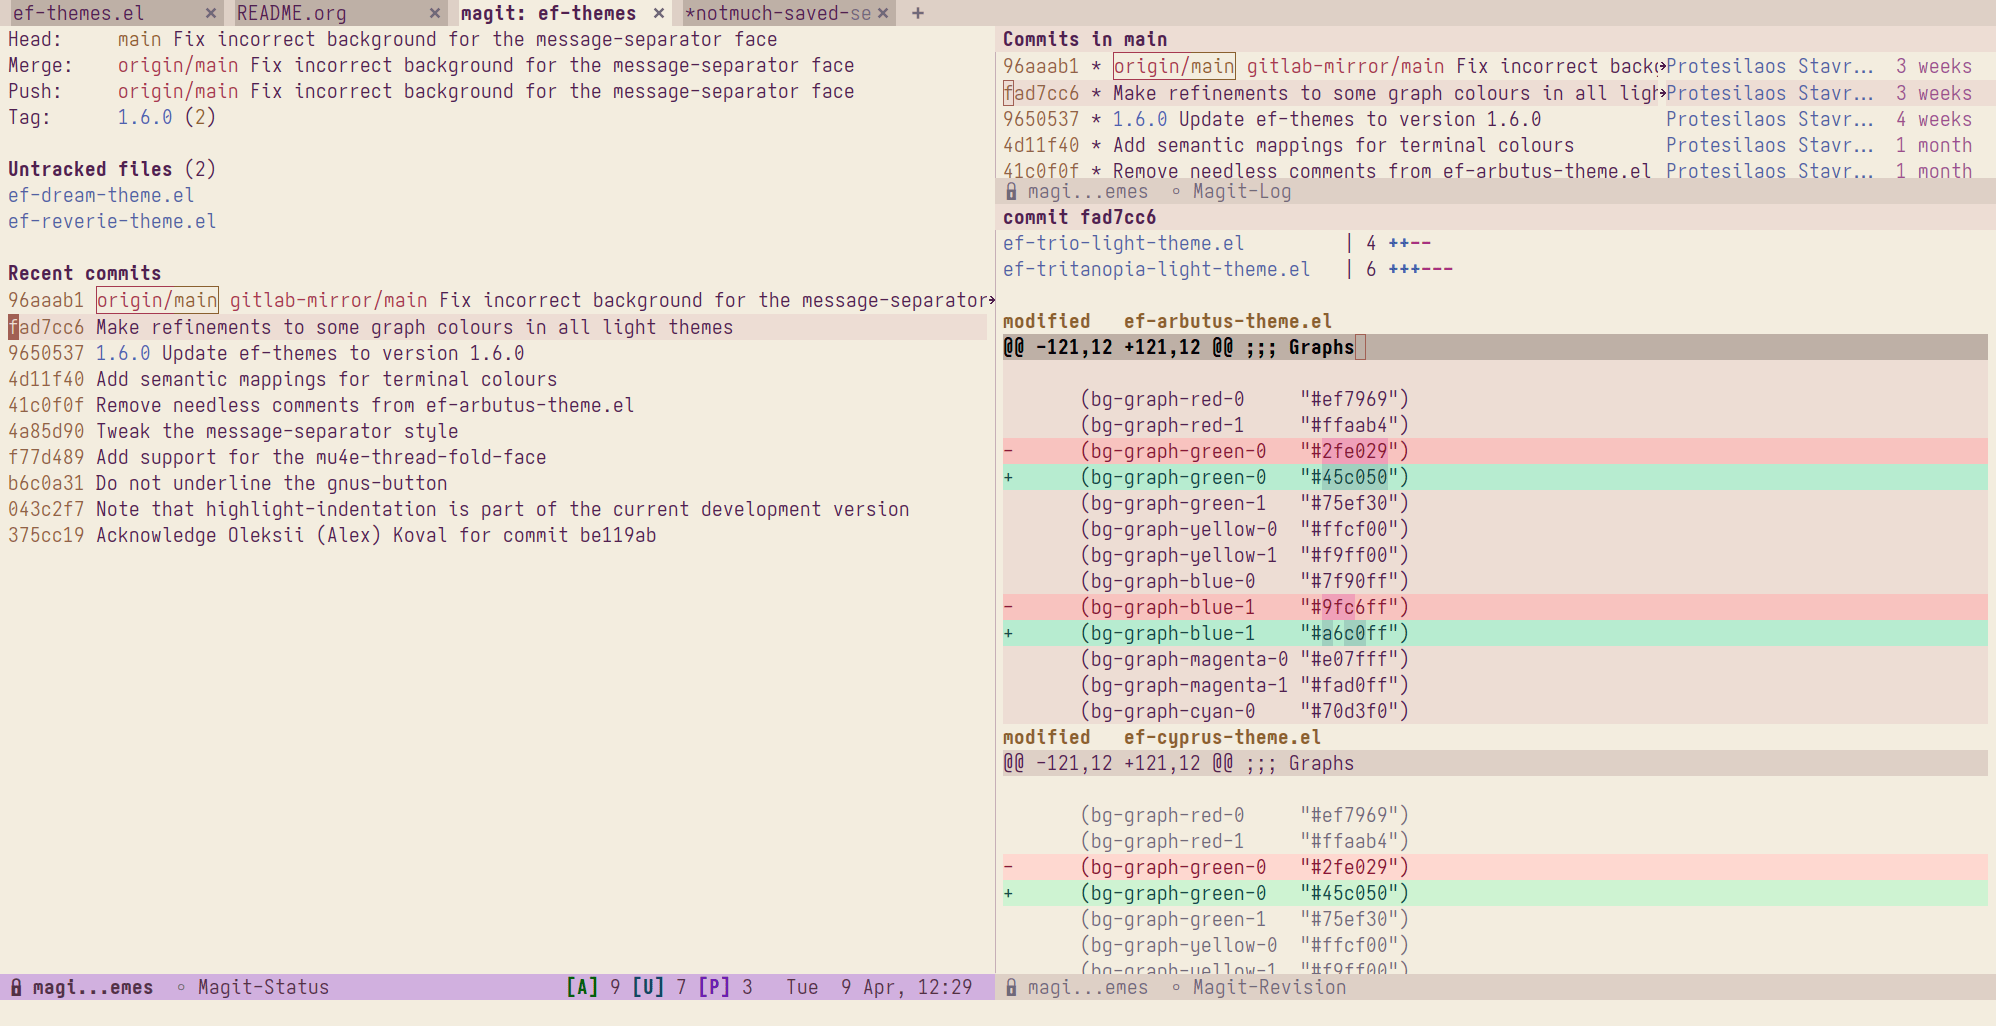 ef-themes.el × README.org × magit: ef-themes × *notmuch-saved-se × +
Head: main Fix incorrect background for the message-separator face
Merge: origin/main Fix incorrect background for the message-separator face
Push: origin/main Fix incorrect background for the message-separator face
Tag: 1.6.0 (2)
Untracked files (2)
ef-dream-theme.el
ef-reverie-theme.el
Recent commits
96aaab1 origin/main gitlab-mirror/main Fix incorrect background for the message-separator→
fad7cc6 Make refinements to some graph colours in all light themes
9650537 1.6.0 Update ef-themes to version 1.6.0
4d11f40 Add semantic mappings for terminal colours
41c0f0f Remove needless comments from ef-arbutus-theme.el
4a85d90 Tweak the message-separator style
f77d489 Add support for the mu4e-thread-fold-face
b6c0a31 Do not underline the gnus-button
043c2f7 Note that highlight-indentation is part of the current development version
375cc19 Acknowledge Oleksii (Alex) Koval for commit be119ab
magi...emes ◦ Magit-Status [A] 9 [U] 7 [P] 3 Tue 9 Apr, 12:29
Commits in main
96aaab1 * origin/main gitlab-mirror/main Fix incorrect backg→Protesilaos Stavr... 3 weeks
fad7cc6 * Make refinements to some graph colours in all ligh→Protesilaos Stavr... 3 weeks
9650537 * 1.6.0 Update ef-themes to version 1.6.0 Protesilaos Stavr... 4 weeks
4d11f40 * Add semantic mappings for terminal colours Protesilaos Stavr... 1 month
41c0f0f * Remove needless comments from ef-arbutus-theme.el Protesilaos Stavr... 1 month
magi...emes ◦ Magit-Log
commit fad7cc6
ef-trio-light-theme.el | 4 ++--
ef-tritanopia-light-theme.el | 6 +++---
modified ef-arbutus-theme.el
@@ -121,12 +121,12 @@ ;;; Graphs
(bg-graph-red-0 "#ef7969")
(bg-graph-red-1 "#ffaab4")
- (bg-graph-green-0 "#2fe029")
+ (bg-graph-green-0 "#45c050")
(bg-graph-green-1 "#75ef30")
(bg-graph-yellow-0 "#ffcf00")
(bg-graph-yellow-1 "#f9ff00")
(bg-graph-blue-0 "#7f90ff")
- (bg-graph-blue-1 "#9fc6ff")
+ (bg-graph-blue-1 "#a6c0ff")
(bg-graph-magenta-0 "#e07fff")
(bg-graph-magenta-1 "#fad0ff")
(bg-graph-cyan-0 "#70d3f0")
modified ef-cyprus-theme.el
@@ -121,12 +121,12 @@ ;;; Graphs
(bg-graph-red-0 "#ef7969")
(bg-graph-red-1 "#ffaab4")
- (bg-graph-green-0 "#2fe029")
+ (bg-graph-green-0 "#45c050")
(bg-graph-green-1 "#75ef30")
(bg-graph-yellow-0 "#ffcf00")
(bg-graph-yellow-1 "#f9ff00")
magi...emes ◦ Magit-Revision